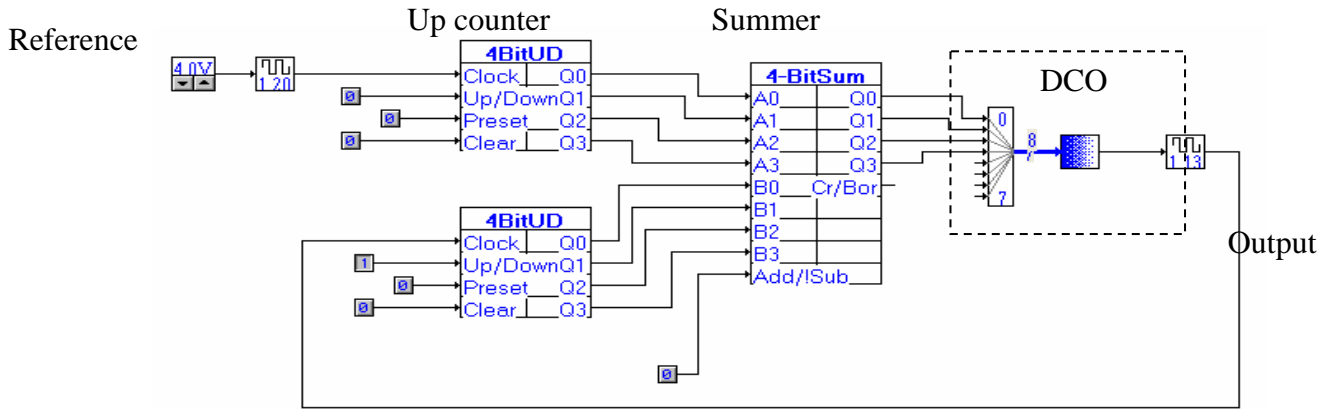 Reference
Up counter
Summer
DCO
Output
4.0V
1 20
4BitUD
Clock Q0
Up/Down Q1
Preset Q2
Clear Q3
0
0
0
4-BitSum
A0 Q0
A1 Q1
A2 Q2
A3 Q3
B0 Cr/Bor
B1
B2
B3
Add/!Sub
0
7
8
1 13
4BitUD
Clock Q0
Up/Down Q1
Preset Q2
Clear Q3
1
0
0
0